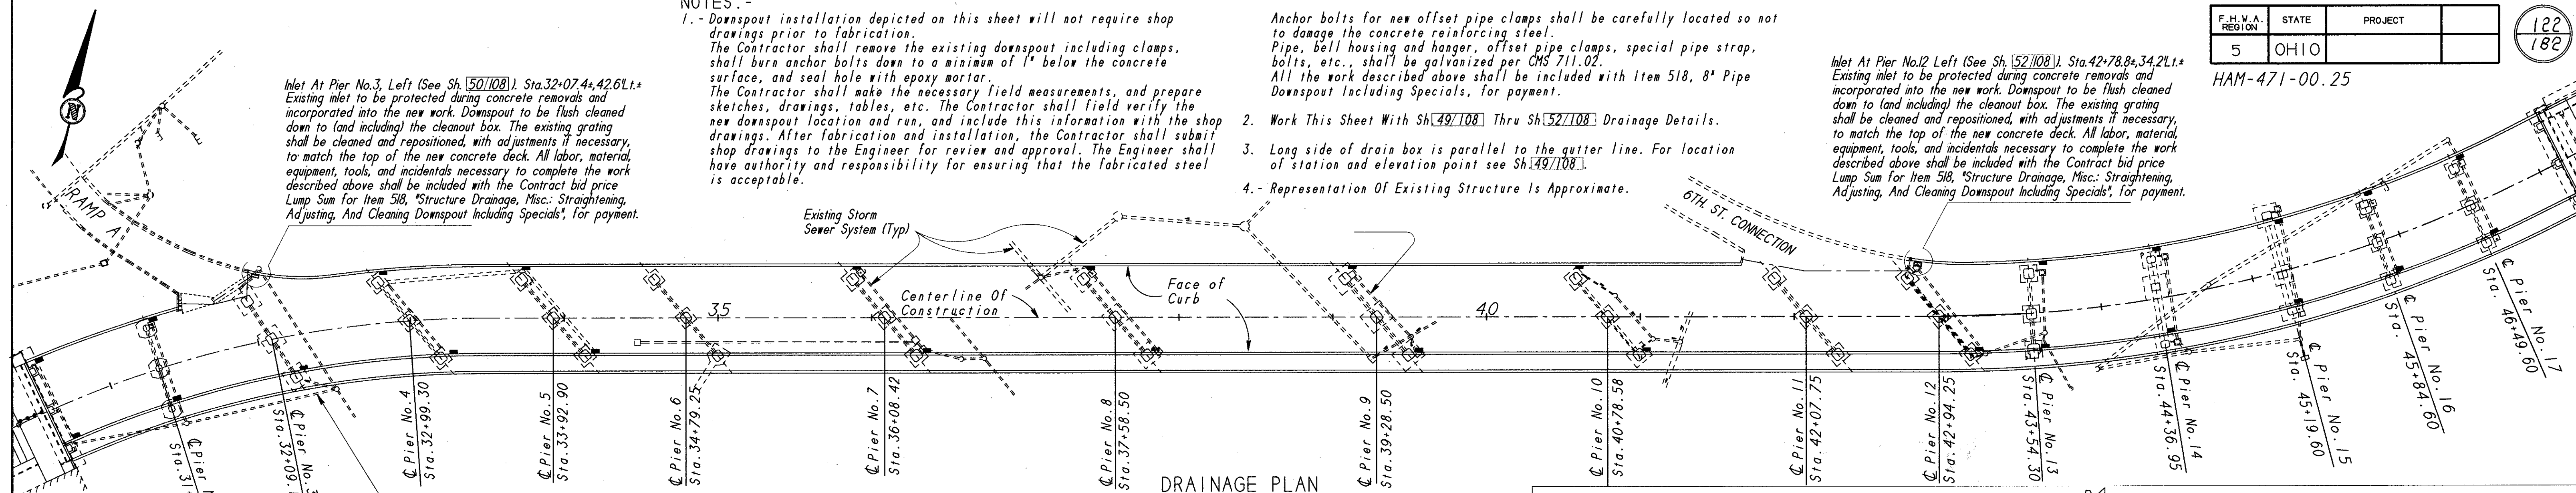 NOTES.-
1.- Downspout installation depicted on this sheet will not require shop
drawings prior to fabrication.
The Contractor shall remove the existing downspout including clamps,
shall burn anchor bolts down to a minimum of 1" below the concrete
surface, and seal hole with epoxy mortar.
The Contractor shall make the necessary field measurements, and prepare
sketches, drawings, tables, etc. The Contractor shall field verify the
new downspout location and run, and include this information with the shop
drawings. After fabrication and installation, the Contractor shall submit
shop drawings to the Engineer for review and approval. The Engineer shall
have authority and responsibility for ensuring that the fabricated steel
is acceptable.
Anchor bolts for new offset pipe clamps shall be carefully located so not
to damage the concrete reinforcing steel.
Pipe, bell housing and hanger, offset pipe clamps, special pipe strap,
bolts, etc., shall be galvanized per CMS 711.02.
All the work described above shall be included with Item 518, 8" Pipe
Downspout Including Specials, for payment.
2. Work This Sheet With Sh. 49/108 Thru Sh. 52/108 Drainage Details.
3. Long side of drain box is parallel to the gutter line. For location
of station and elevation point see Sh. 49/108.
4.- Representation Of Existing Structure Is Approximate.
F.H.W.A. REGION STATE PROJECT
5 OHIO
122
182
HAM-471-00.25
Inlet At Pier No.3, Left (See Sh. 50/108). Sta.32+07.4±,42.6'Lt.±
Existing inlet to be protected during concrete removals and
incorporated into the new work. Downspout to be flush cleaned
down to (and including) the cleanout box. The existing grating
shall be cleaned and repositioned, with adjustments if necessary,
to match the top of the new concrete deck. All labor, material,
equipment, tools, and incidentals necessary to complete the work
described above shall be included with the Contract bid price
Lump Sum for Item 518, "Structure Drainage, Misc.: Straightening,
Adjusting, And Cleaning Downspout Including Specials", for payment.
Inlet At Pier No.12 Left (See Sh. 52/108). Sta.42+78.8±,34.2'Lt.±
Existing inlet to be protected during concrete removals and
incorporated into the new work. Downspout to be flush cleaned
down to (and including) the cleanout box. The existing grating
shall be cleaned and repositioned, with adjustments if necessary,
to match the top of the new concrete deck. All labor, material,
equipment, tools, and incidentals necessary to complete the work
described above shall be included with the Contract bid price
Lump Sum for Item 518, "Structure Drainage, Misc.: Straightening,
Adjusting, And Cleaning Downspout Including Specials", for payment.
N
RAMP A
Existing Storm
Sewer System (Typ)
6TH. ST. CONNECTION
35
Centerline Of
Construction
Face of
Curb
40
℄ Pier
Sta.31
℄ Pier No.3
Sta.32+09.
℄ Pier No.4
Sta.32+99.30
℄ Pier No.5
Sta.33+92.90
℄ Pier No.6
Sta.34+79.25
℄ Pier No.7
Sta.36+08.42
℄ Pier No.8
Sta.37+58.50
℄ Pier No.9
Sta.39+28.50
℄ Pier No.10
Sta.40+78.58
℄ Pier No.11
Sta.42+07.75
℄ Pier No.12
Sta.42+94.25
℄ Pier No.13
Sta.43+54.30
℄ Pier No.14
Sta.44+36.95
℄ Pier No.15
Sta. 45+19.60
℄ Pier No.16
Sta. 45+84.60
℄ Pier No.17
Sta. 46+49.60
DRAINAGE PLAN